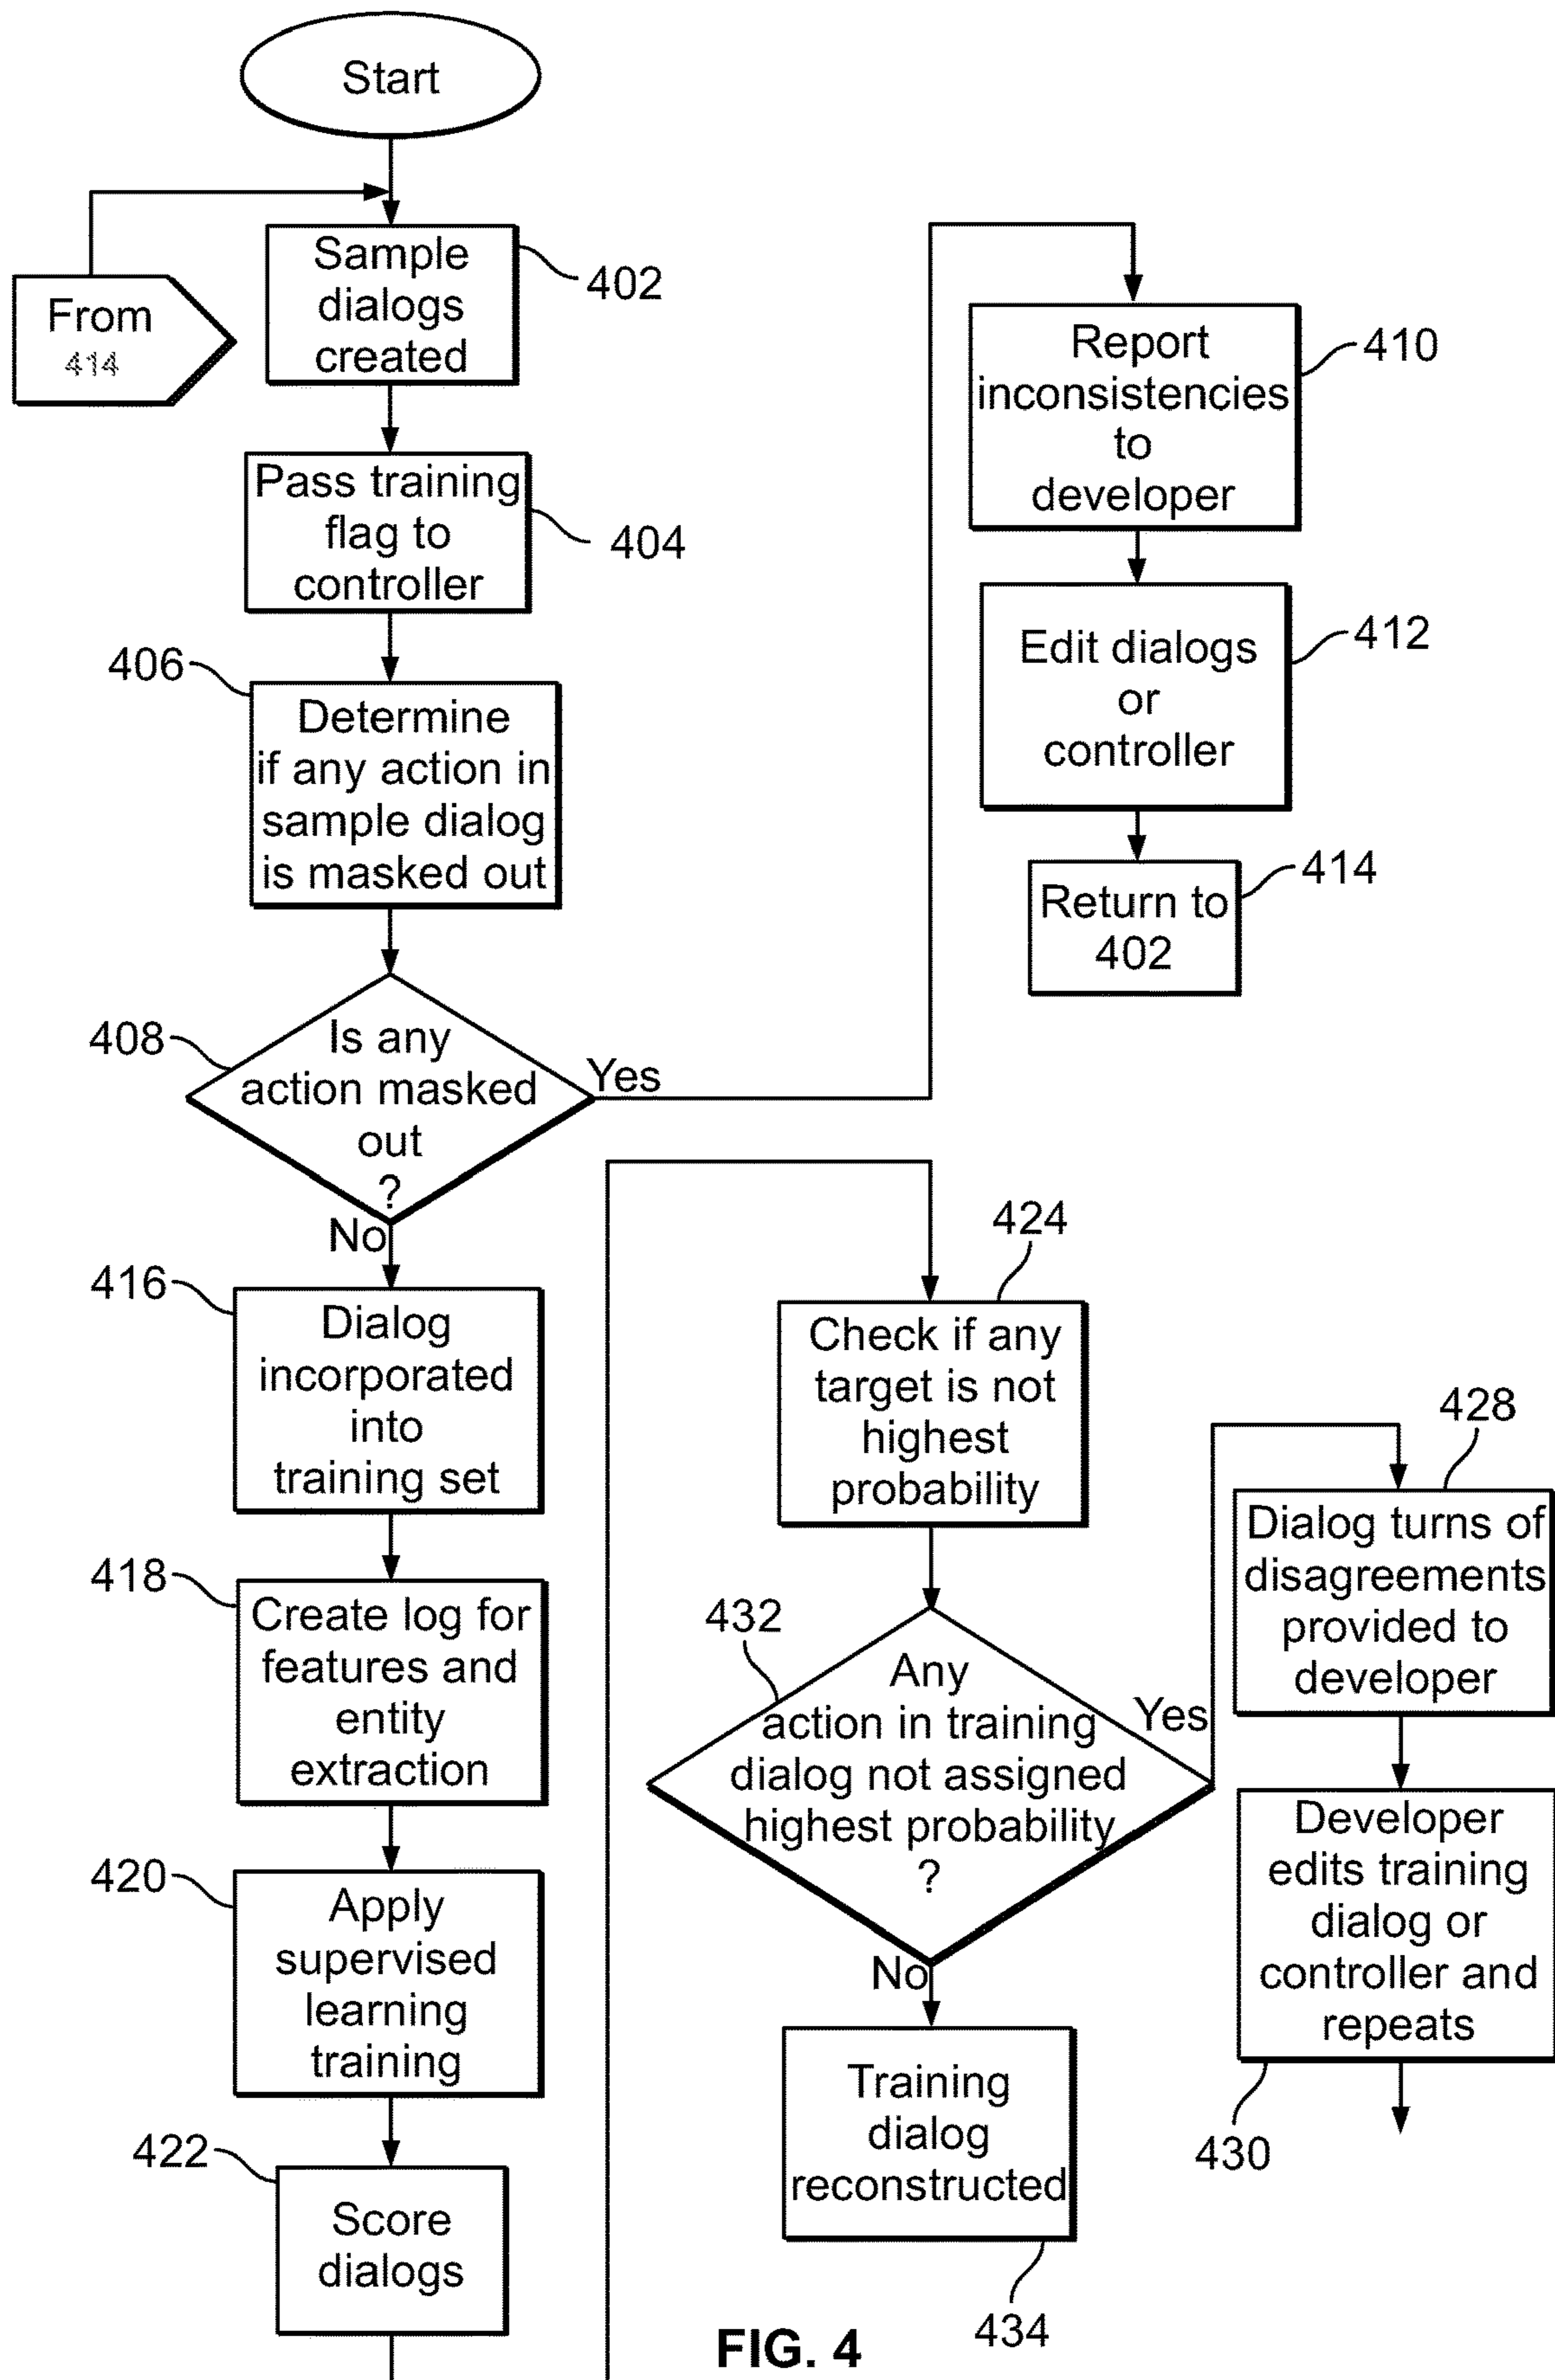 Start
From
414
Sample
dialogs
created
402
Pass training
flag to
controller
404
406
Determine
if any action in
sample dialog
is masked out
408
Is any
action masked
out
?
Yes
No
Report
inconsistencies
to
developer
410
Edit dialogs
or
controller
412
Return to
402
414
416
Dialog
incorporated
into
training set
418
Create log for
features and
entity
extraction
420
Apply
supervised
learning
training
422
Score
dialogs
424
Check if any
target is not
highest
probability
432
Any
action in training
dialog not assigned
highest probability
?
Yes
No
Training
dialog
reconstructed
434
428
Dialog turns of
disagreements
provided to
developer
Developer
edits training
dialog or
controller and
repeats
430
FIG. 4